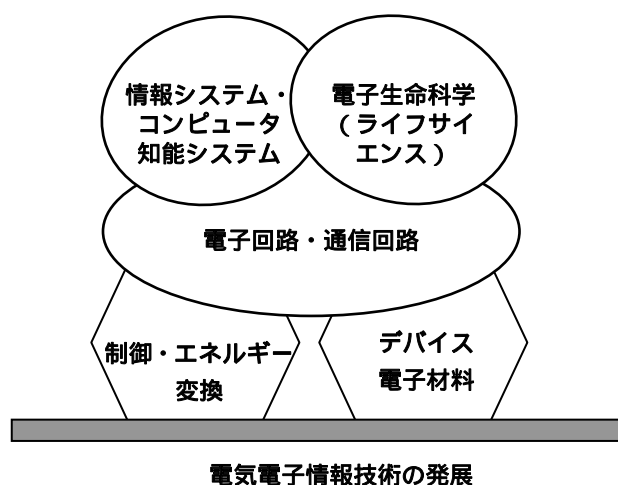 情報システム・
コンピュータ
知能システム
電子生命科学
（ライフサイ
エンス）
電子回路・通信回路
制御・エネルギー
変換
デバイス
電子材料
電気電子情報技術の発展